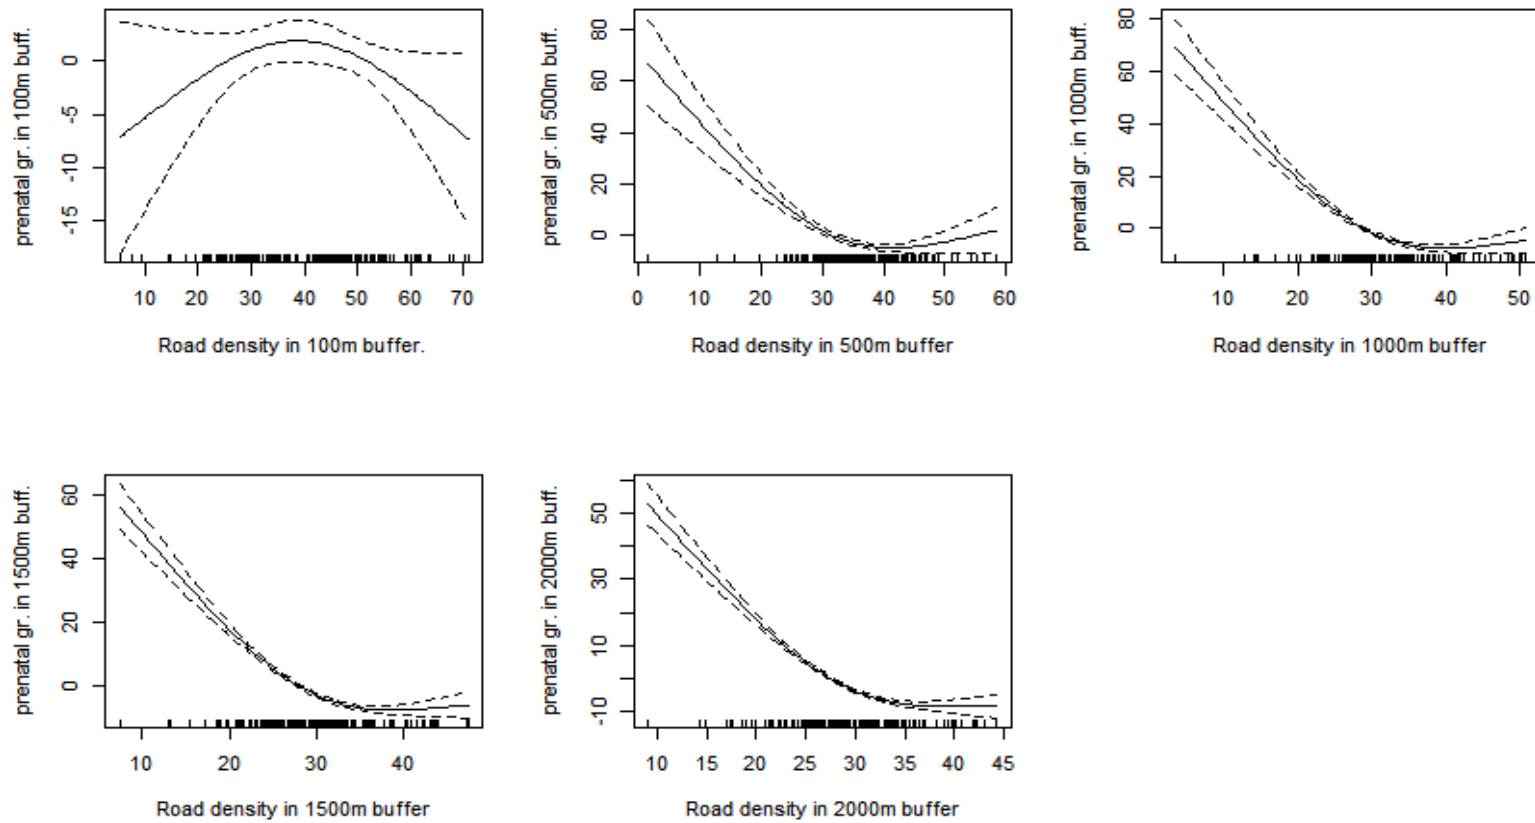 prenatal gr. in 100m buff.
0
-5
-10
-15
10 20 30 40 50 60 70
Road density in 100m buffer.
prenatal gr. in 500m buff.
80
60
40
20
0
0 10 20 30 40 50 60
Road density in 500m buffer
prenatal gr. in 1000m buff.
80
60
40
20
0
10 20 30 40 50
Road density in 1000m buffer
prenatal gr. in 1500m buff.
60
40
20
0
10 20 30 40
Road density in 1500m buffer
prenatal gr. in 2000m buff.
50
30
10
-10
10 15 20 25 30 35 40 45
Road density in 2000m buffer